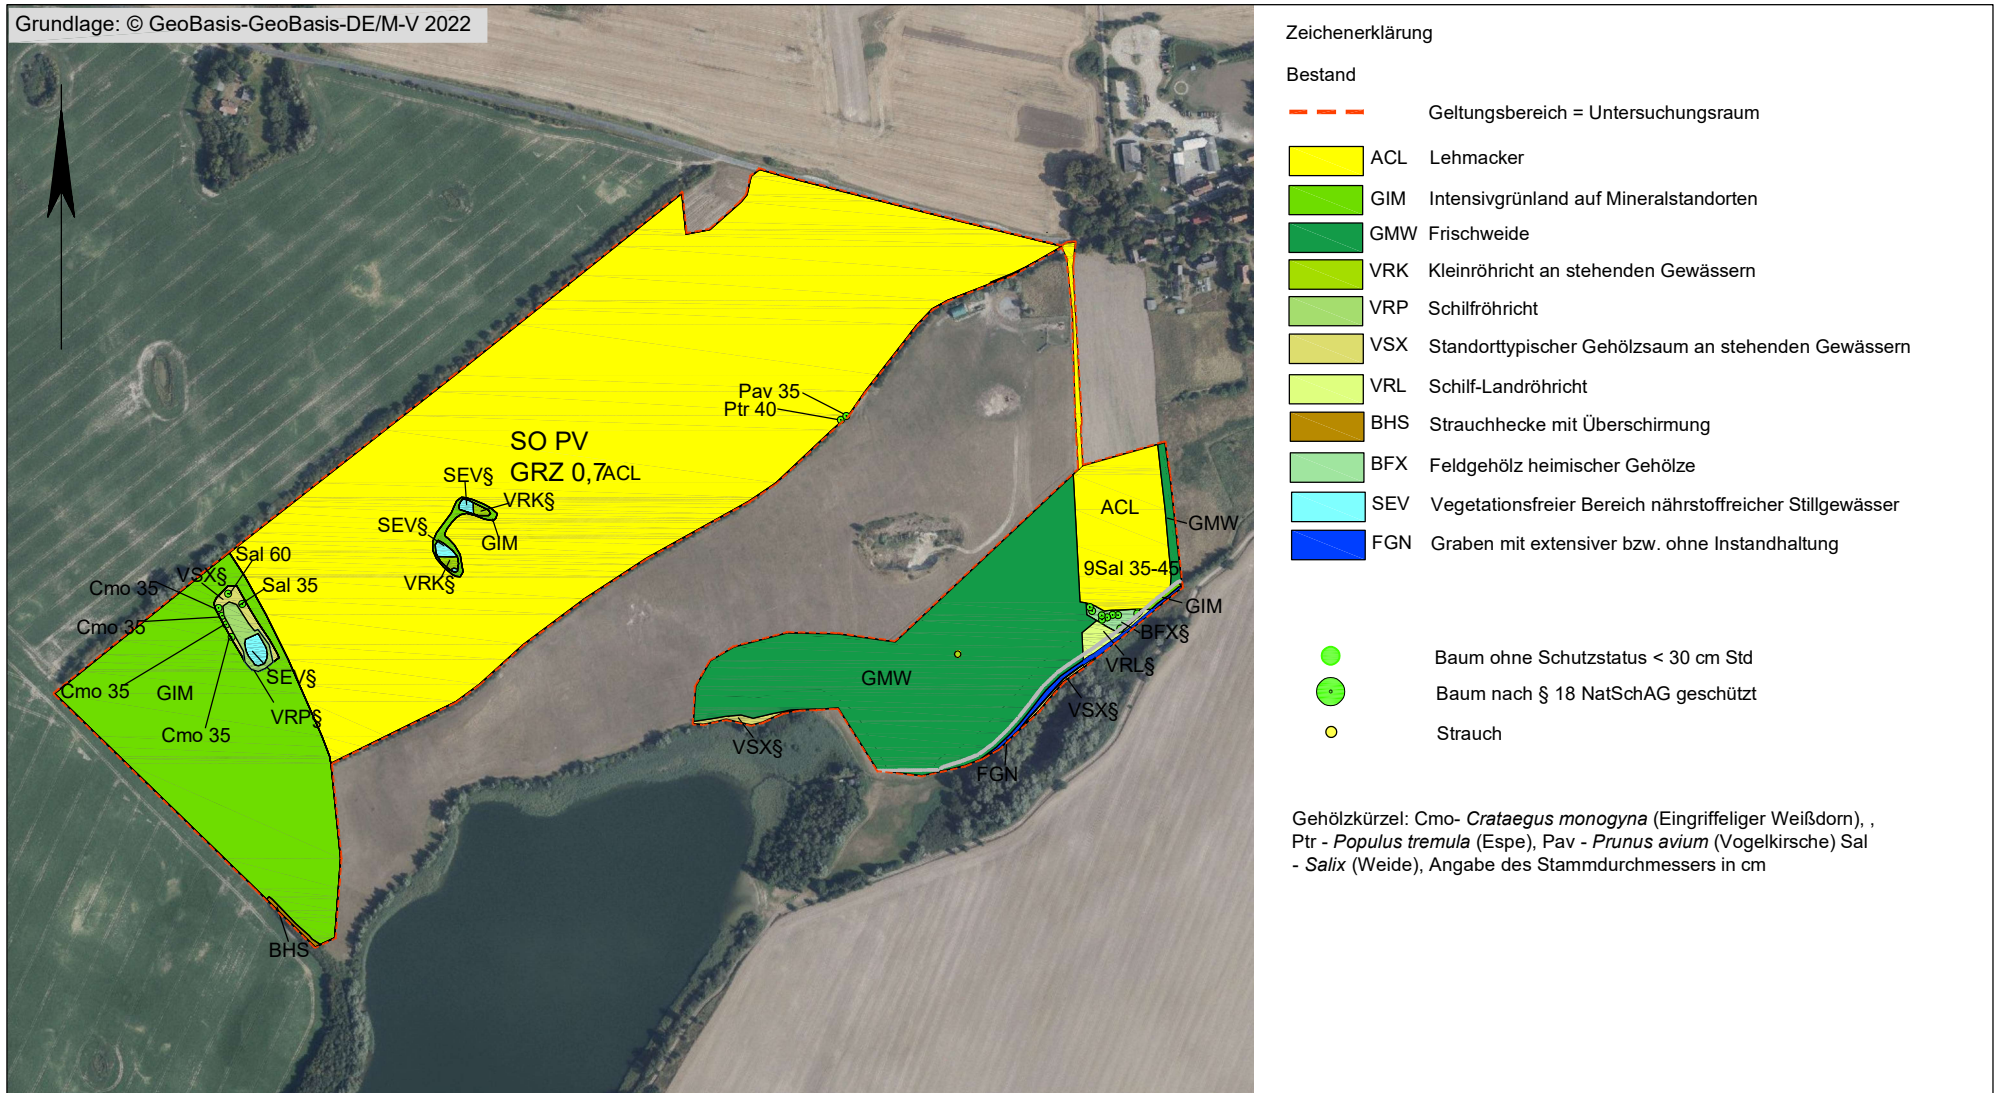 Grundlage: © GeoBasis-GeoBasis-DE/M-V 2022
Pav 35
Ptr 40
SO PV
GRZ 0,7
ACL
SEV§
VRK§
SEV§
GIM
VRK§
Sal 60
VSX§
Cmo 35
Sal 35
Cmo 35
SEV§
Cmo 35
GIM
VRP§
Cmo 35
BHS
ACL
GMW
9Sal 35-45
GIM
BFX§
VRL§
GMW
VSX§
VSX§
FGN
Zeichenerklärung
Bestand
Geltungsbereich = Untersuchungsraum
ACL Lehmacker
GIM Intensivgrünland auf Mineralstandorten
GMW Frischweide
VRK Kleinröhricht an stehenden Gewässern
VRP Schilfröhricht
VSX Standorttypischer Gehölzsaum an stehenden Gewässern
VRL Schilf-Landröhricht
BHS Strauchhecke mit Überschirmung
BFX Feldgehölz heimischer Gehölze
SEV Vegetationsfreier Bereich nährstoffreicher Stillgewässer
FGN Graben mit extensiver bzw. ohne Instandhaltung
Baum ohne Schutzstatus < 30 cm Std
Baum nach § 18 NatSchAG geschützt
Strauch
Gehölzkürzel: Cmo- Crataegus monogyna (Eingriffeliger Weißdorn), ,
Ptr - Populus tremula (Espe), Pav - Prunus avium (Vogelkirsche) Sal
- Salix (Weide), Angabe des Stammdurchmessers in cm